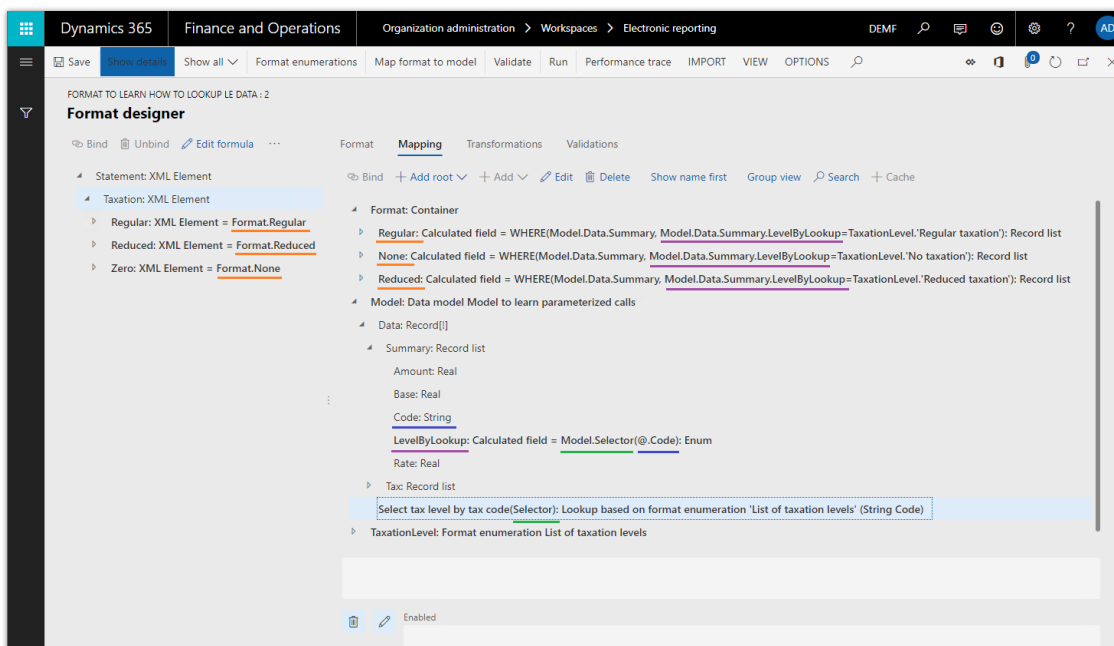 Dynamics 365 Finance and Operations Organization administration > Workspaces > Electronic reporting DEMF ? AD
Save Show details Show all Format enumerations Map format to model Validate Run Performance trace IMPORT VIEW OPTIONS 0
FORMAT TO LEARN HOW TO LOOKUP LE DATA : 2
Format designer
Bind Unbind Edit formula ···
Statement: XML Element
Taxation: XML Element
Regular: XML Element = Format.Regular
Reduced: XML Element = Format.Reduced
Zero: XML Element = Format.None
Format Mapping Transformations Validations
Bind + Add root + Add Edit Delete Show name first Group view Search + Cache
Format: Container
Regular: Calculated field = WHERE(Model.Data.Summary, Model.Data.Summary.LevelByLookup=TaxationLevel.'Regular taxation'): Record list
None: Calculated field = WHERE(Model.Data.Summary, Model.Data.Summary.LevelByLookup=TaxationLevel.'No taxation'): Record list
Reduced: Calculated field = WHERE(Model.Data.Summary, Model.Data.Summary.LevelByLookup=TaxationLevel.'Reduced taxation'): Record list
Model: Data model Model to learn parameterized calls
Data: Record[!]
Summary: Record list
Amount: Real
Base: Real
Code: String
LevelByLookup: Calculated field = Model.Selector(@.Code): Enum
Rate: Real
Tax: Record list
Select tax level by tax code(Selector): Lookup based on format enumeration 'List of taxation levels' (String Code)
TaxationLevel: Format enumeration List of taxation levels
Enabled